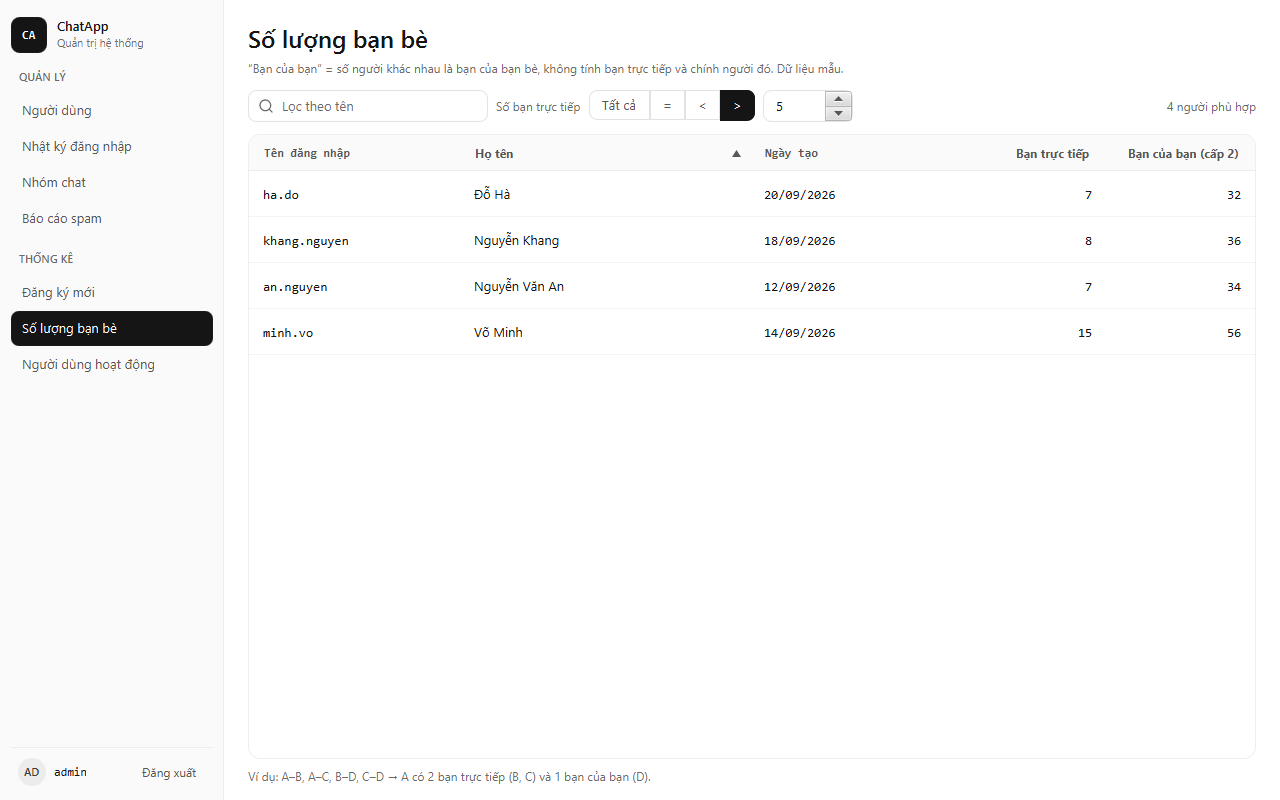 CA
ChatApp
Quản trị hệ thống
QUẢN LÝ
Người dùng
Nhật ký đăng nhập
Nhóm chat
Báo cáo spam
THỐNG KÊ
Đăng ký mới
Số lượng bạn bè
Người dùng hoạt động
AD admin Đăng xuất
Số lượng bạn bè
"Bạn của bạn" = số người khác nhau là bạn của bạn bè, không tính bạn trực tiếp và chính người đó. Dữ liệu mẫu.
Lọc theo tên Số bạn trực tiếp Tất cả = < > 5 4 người phù hợp
Tên đăng nhập Họ tên ▲ Ngày tạo Bạn trực tiếp Bạn của bạn (cấp 2)
ha.do Đỗ Hà 20/09/2026 7 32
khang.nguyen Nguyễn Khang 18/09/2026 8 36
an.nguyen Nguyễn Văn An 12/09/2026 7 34
minh.vo Võ Minh 14/09/2026 15 56
Ví dụ: A–B, A–C, B–D, C–D → A có 2 bạn trực tiếp (B, C) và 1 bạn của bạn (D).